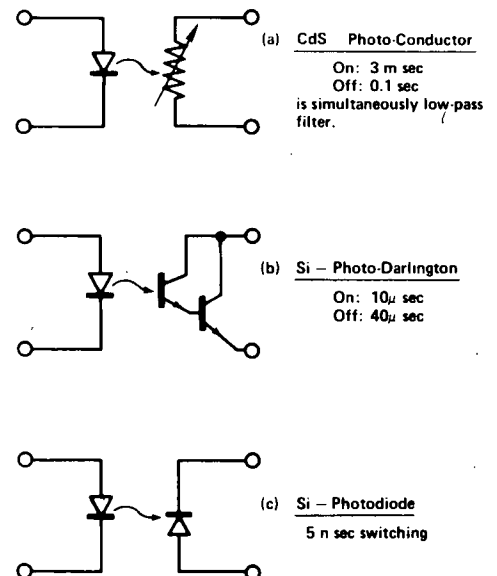 (a) CdS Photo-Conductor
On: 3 m sec
Off: 0.1 sec
is simultaneously low-pass
filter.
(b) Si – Photo-Darlington
On: 10μ sec
Off: 40μ sec
(c) Si – Photodiode
5 n sec switching